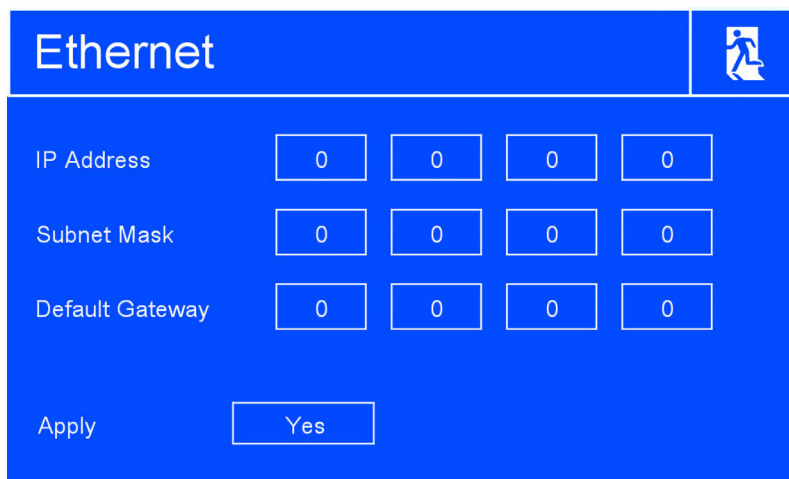 Ethernet
IP Address 0 0 0 0
Subnet Mask 0 0 0 0
Default Gateway 0 0 0 0
Apply Yes